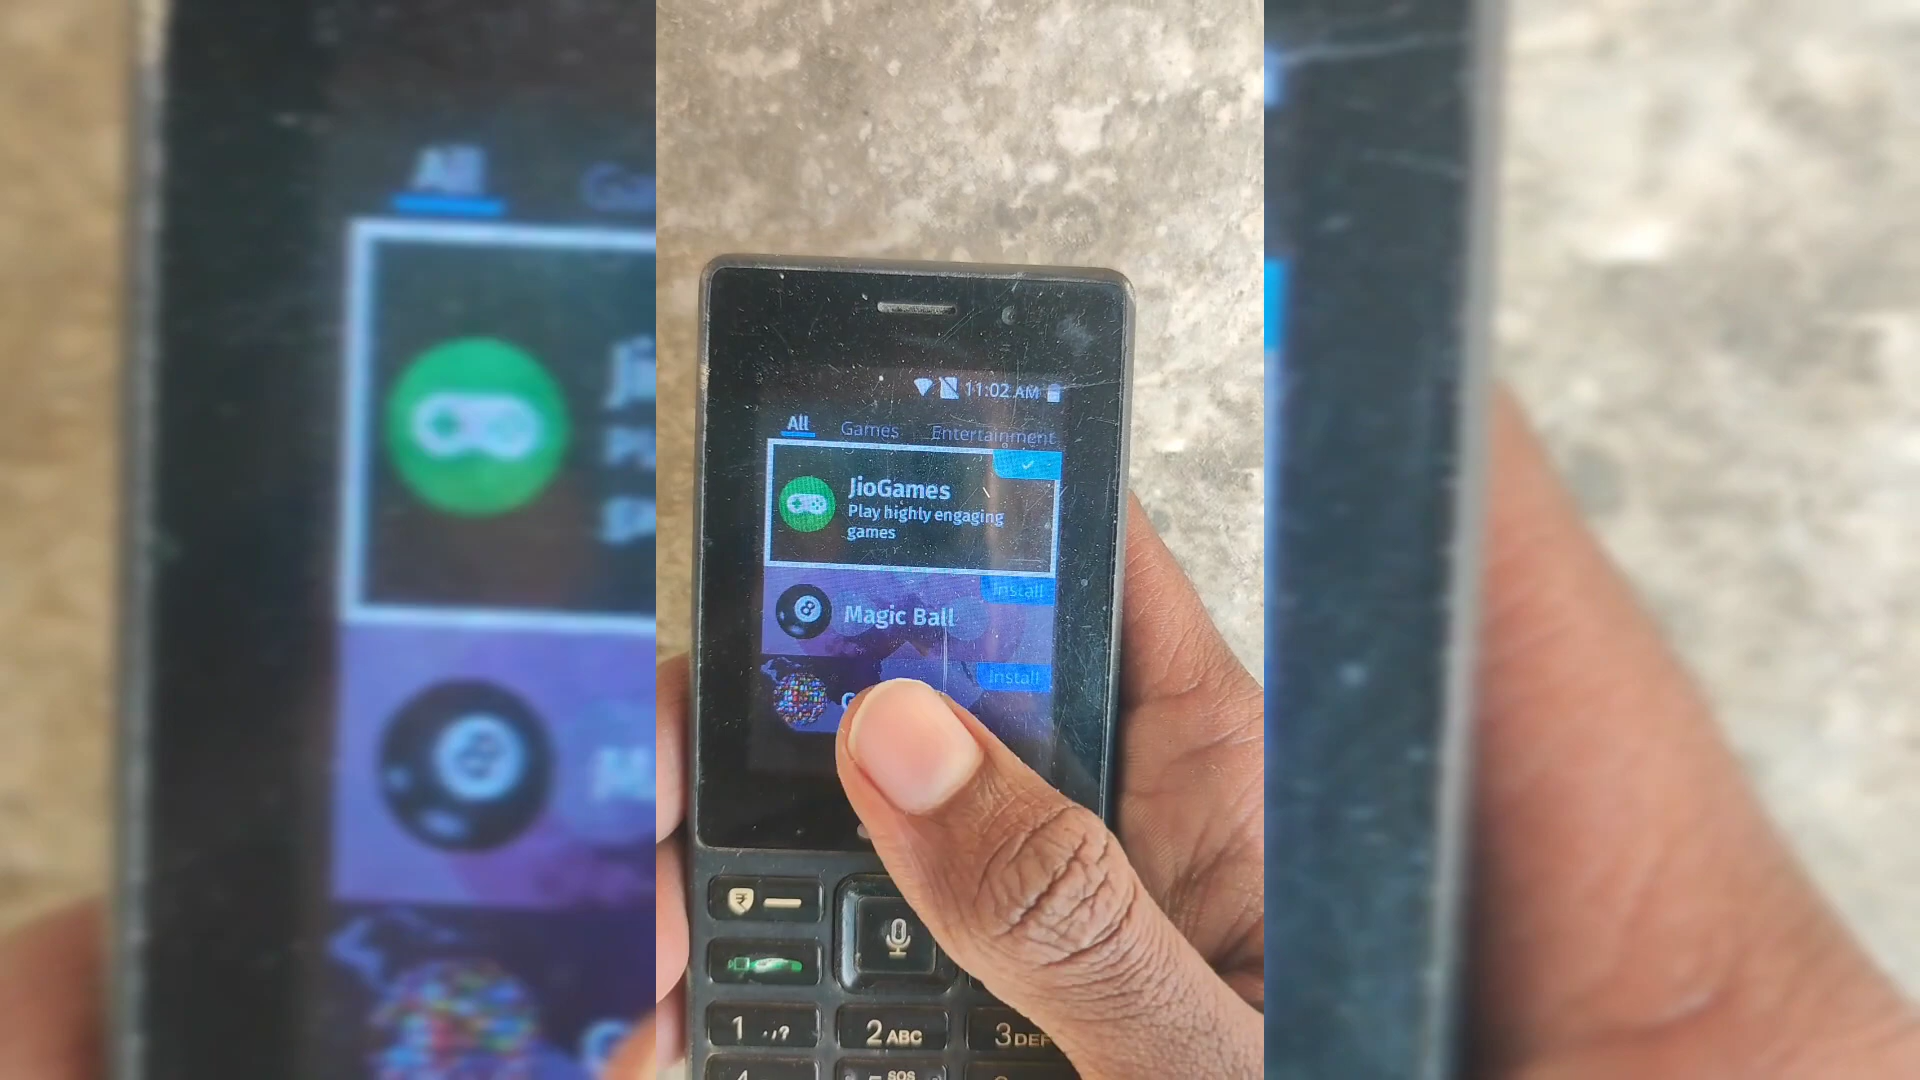 11:02 AM
All Games Entertainment
JioGames
Play highly engaging
games
Install
Magic Ball
Install
1 .,?
2 ABC
3 DEF
SOS